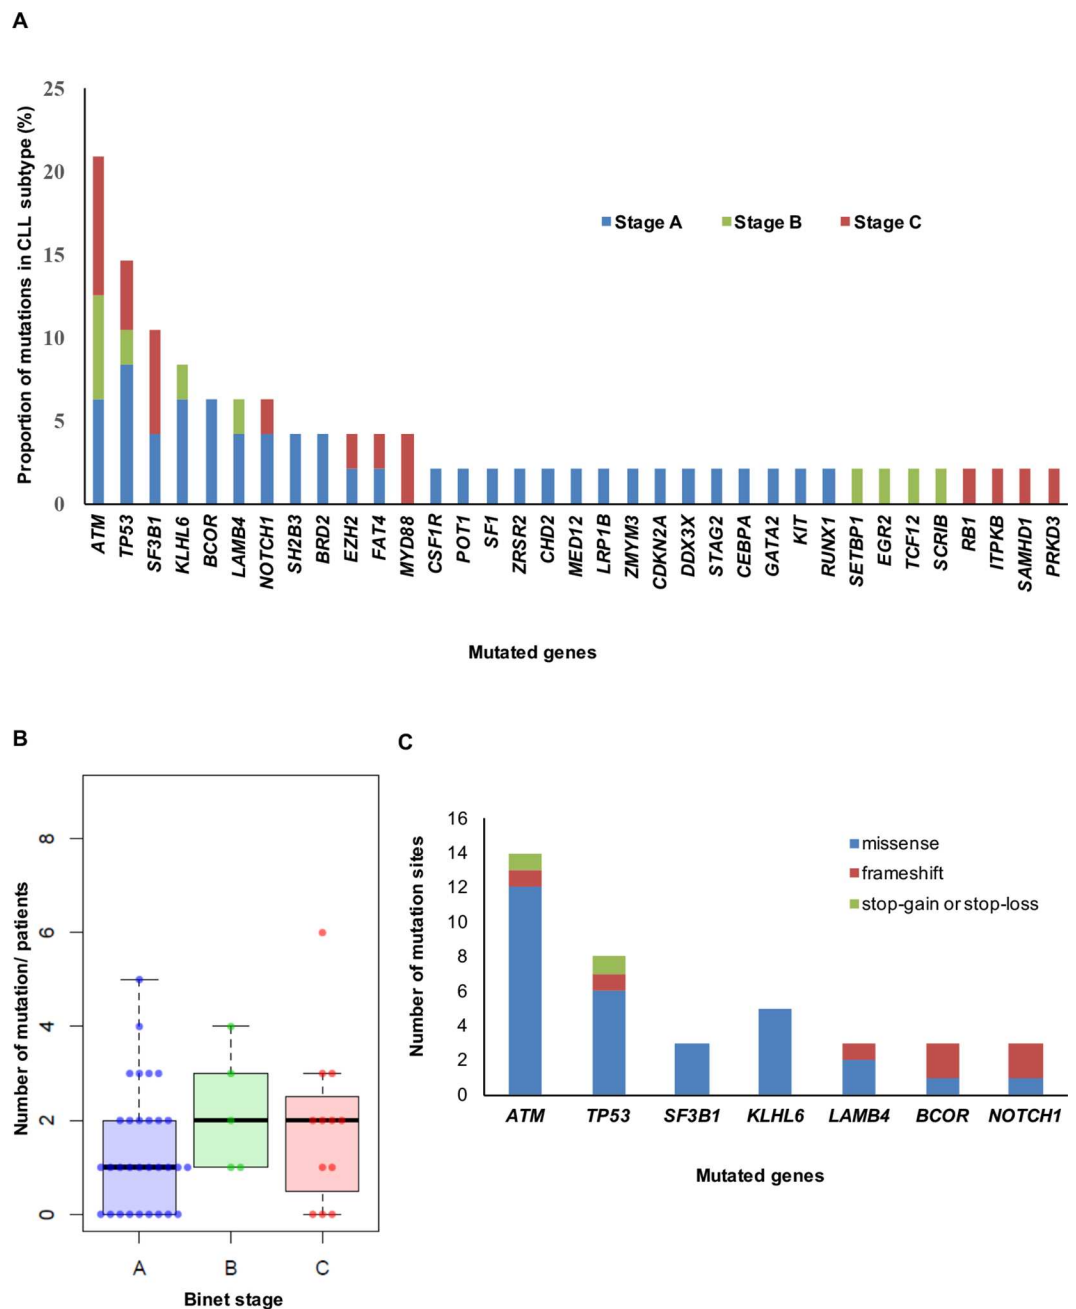 A
Proportion of mutations in CLL subtype (%)
25
20
15
10
5
0
Stage A Stage B Stage C
ATM TP53 SF3B1 KLHL6 BCOR LAMB4 NOTCH1 SH2B3 BRD2 EZH2 FAT4 MYD88 CSF1R POT1 SF1 ZRSR2 CHD2 MED12 LRP1B ZMYM3 CDKN2A DDX3X STAG2 CEBPA GATA2 KIT RUNX1 SETBP1 EGR2 TCF12 SCRIB RB1 ITPKB SAMHD1 PRKD3
Mutated genes
B
Number of mutation/ patients
8
6
4
2
0
A B C
Binet stage
C
Number of mutation sites
16
14
12
10
8
6
4
2
0
missense
frameshift
stop-gain or stop-loss
ATM TP53 SF3B1 KLHL6 LAMB4 BCOR NOTCH1
Mutated genes